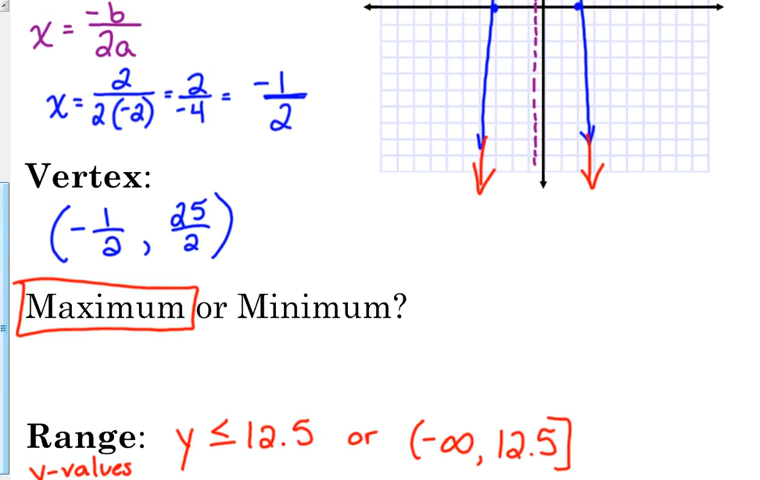 x = -b/2a
x = 2/2(-2) = 2/-4 = -1/2
Vertex:
(-1/2, 25/2)
Maximum or Minimum?
Range: y ≤ 12.5 or (-∞, 12.5]
y-values